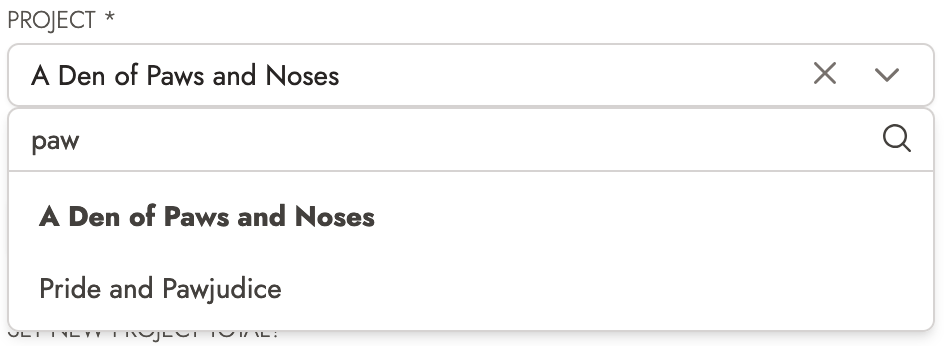 PROJECT *
A Den of Paws and Noses
paw
A Den of Paws and Noses
Pride and Pawjudice
SET NEW PROJECT TOTAL?